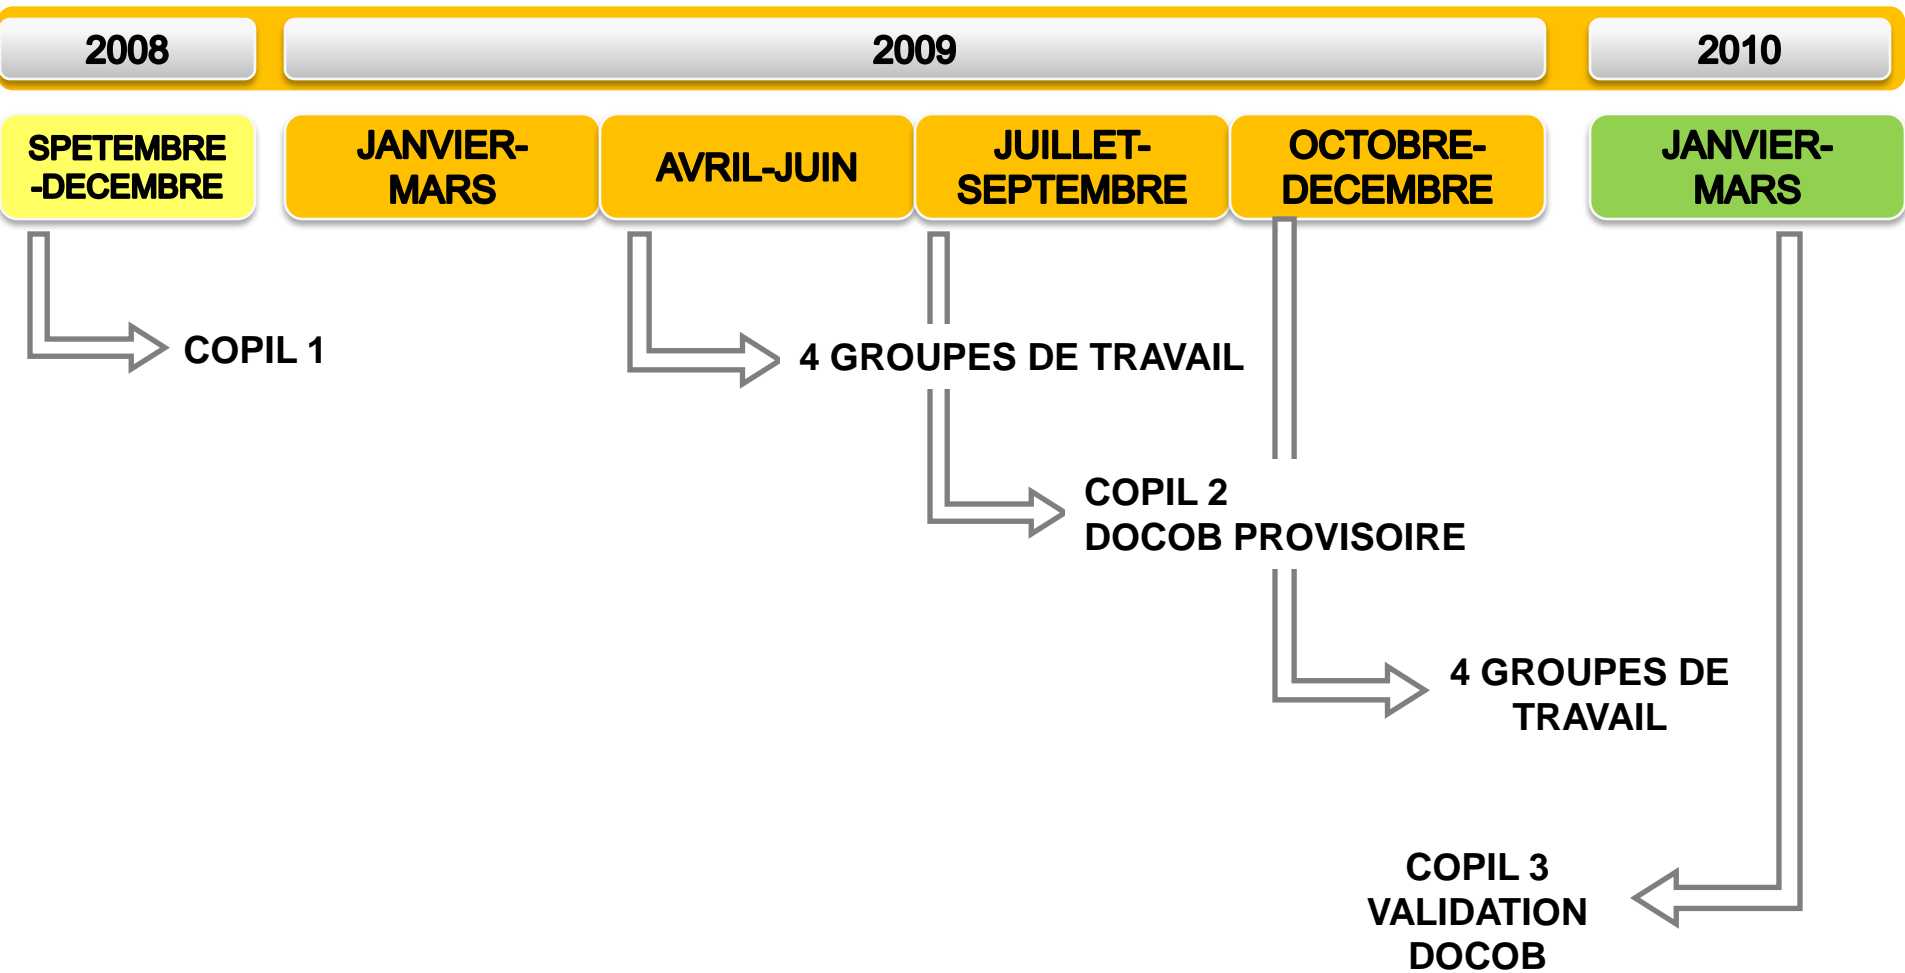 2008
2009
2010
SPETEMBRE
-DECEMBRE
JANVIER-
MARS
AVRIL-JUIN
JUILLET-
SEPTEMBRE
OCTOBRE-
DECEMBRE
JANVIER-
MARS
COPIL 1
4 GROUPES DE TRAVAIL
COPIL 2
DOCOB PROVISOIRE
4 GROUPES DE
TRAVAIL
COPIL 3
VALIDATION
DOCOB